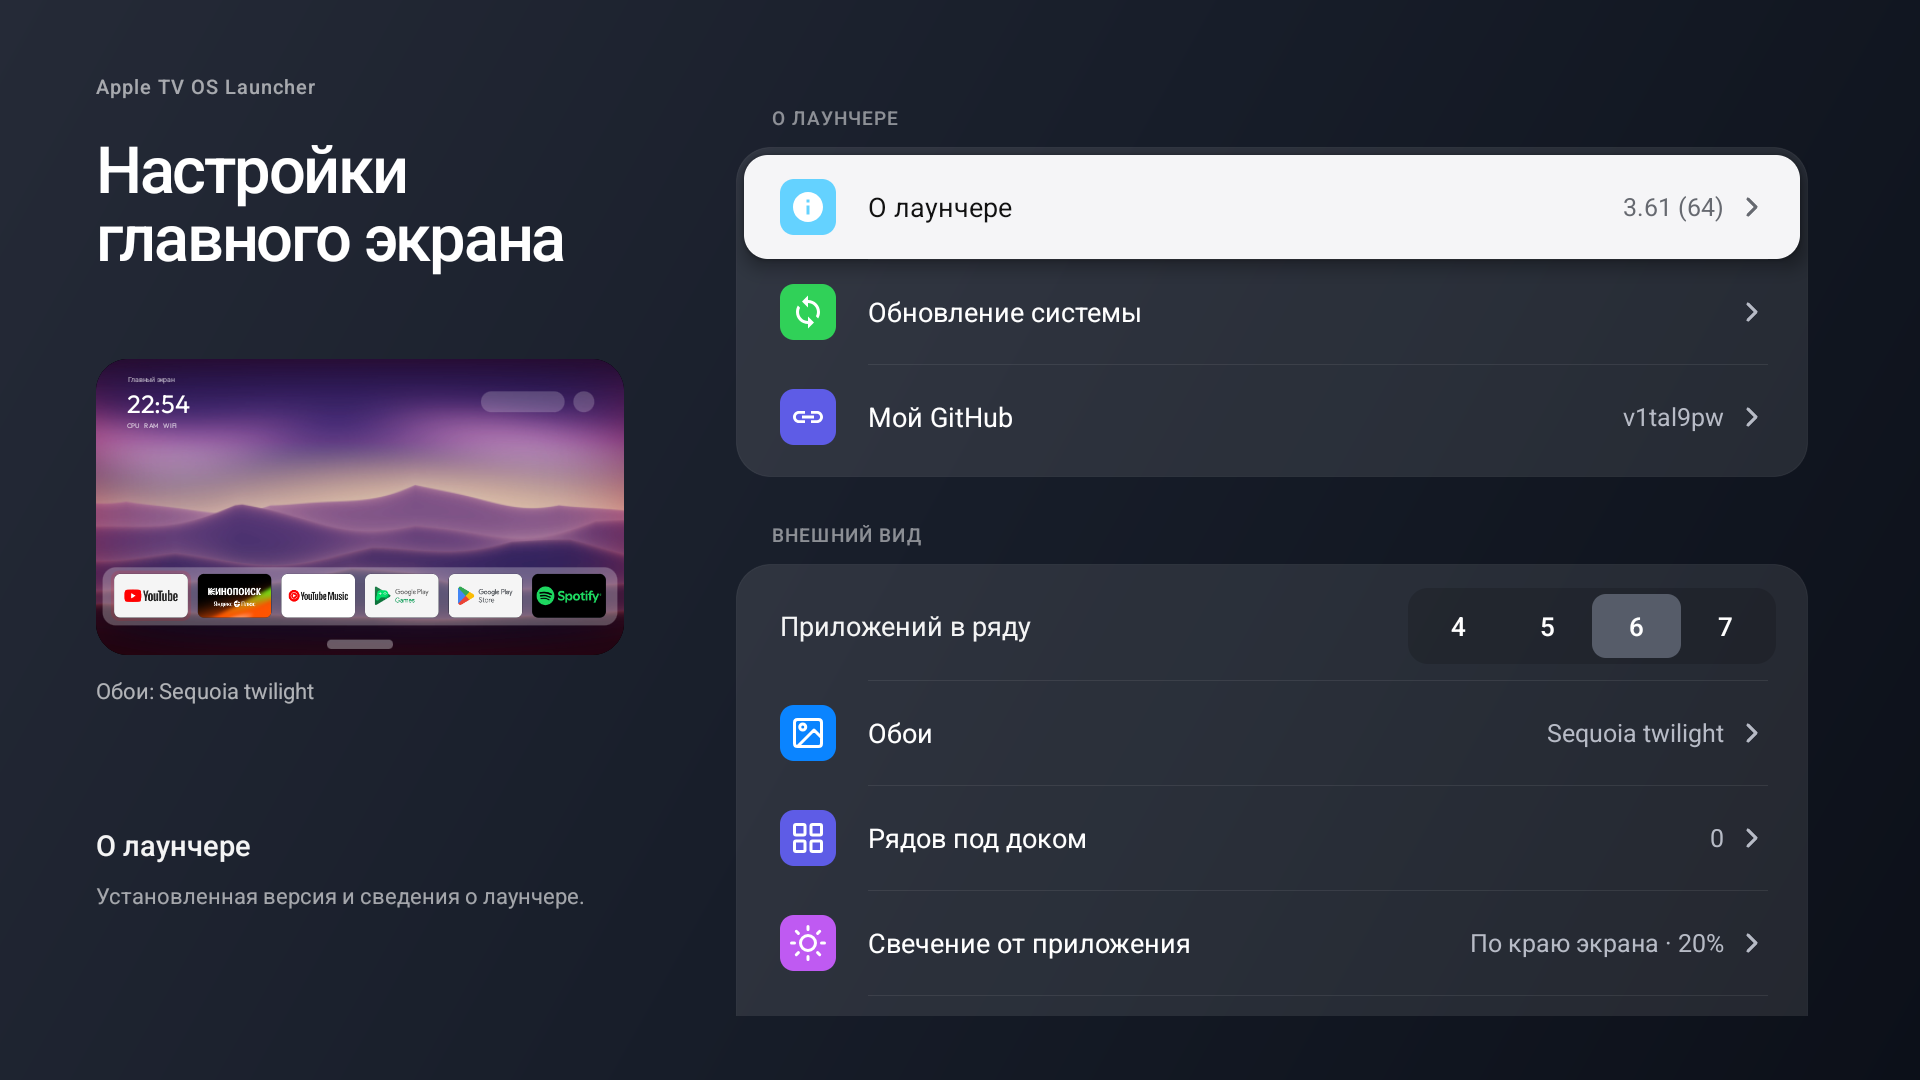 Apple TV OS Launcher
Настройки
главного экрана
Главный экран
22:54
CPU RAM WIFI
YouTube
КИНОПОИСК
Яндекс Плюс
YouTube Music
Google Play
Games
Google Play
Store
Spotify
Обои: Sequoia twilight
О лаунчере
Установленная версия и сведения о лаунчере.
О ЛАУНЧЕРЕ
О лаунчере 3.61 (64)
Обновление системы
Мой GitHub v1tal9pw
ВНЕШНИЙ ВИД
Приложений в ряду 4 5 6 7
Обои Sequoia twilight
Рядов под доком 0
Свечение от приложения По краю экрана · 20%